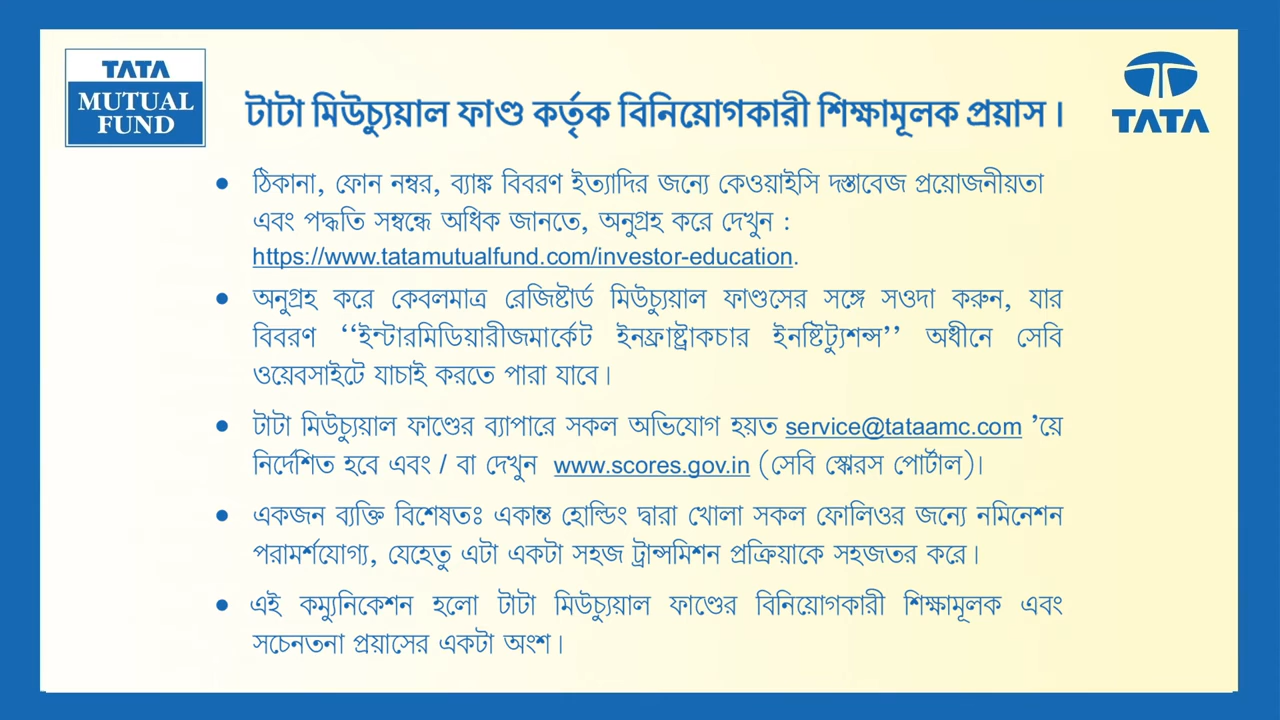 TATA
MUTUAL
FUND
TATA
টাটা মিউচ্যুয়াল ফাণ্ড কর্তৃক বিনিয়োগকারী শিক্ষামূলক প্রয়াস।
• ঠিকানা, ফোন নম্বর, ব্যাঙ্ক বিবরণ ইত্যাদির জন্যে কেওয়াইসি দস্তাবেজ প্রয়োজনীয়তা
এবং পদ্ধতি সম্বন্ধে অধিক জানতে, অনুগ্রহ করে দেখুন :
https://www.tatamutualfund.com/investor-education.
• অনুগ্রহ করে কেবলমাত্র রেজিষ্টার্ড মিউচ্যুয়াল ফাণ্ডসের সঙ্গে সওদা করুন, যার
বিবরণ ‘‘ইন্টারমিডিয়ারীজমার্কেট ইনফ্রাষ্ট্রাকচার ইনষ্টিট্যুশন্স’’ অধীনে সেবি
ওয়েবসাইটে যাচাই করতে পারা যাবে।
• টাটা মিউচ্যুয়াল ফাণ্ডের ব্যাপারে সকল অভিযোগ হয়ত service@tataamc.com ’য়ে
নির্দেশিত হবে এবং / বা দেখুন www.scores.gov.in (সেবি স্কোরস পোর্টাল)।
• একজন ব্যক্তি বিশেষতঃ একান্ত হোল্ডিং দ্বারা খোলা সকল ফোলিওর জন্যে নমিনেশন
পরামর্শযোগ্য, যেহেতু এটা একটা সহজ ট্রান্সমিশন প্রক্রিয়াকে সহজতর করে।
• এই কম্যুনিকেশন হলো টাটা মিউচ্যুয়াল ফাণ্ডের বিনিয়োগকারী শিক্ষামূলক এবং
সচেনতনা প্রয়াসের একটা অংশ।